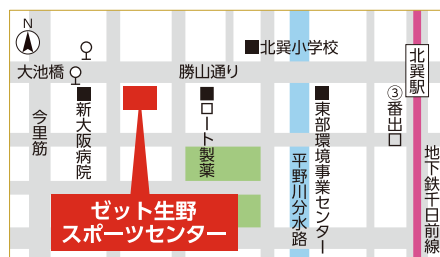 N
北巽小学校
大池橋
勝山通り
北巽駅
今里筋
新大阪病院
ロート製薬
東部環境事業センター
③番出口
平野川分水路
地下鉄千日前線
ゼット生野
スポーツセンター